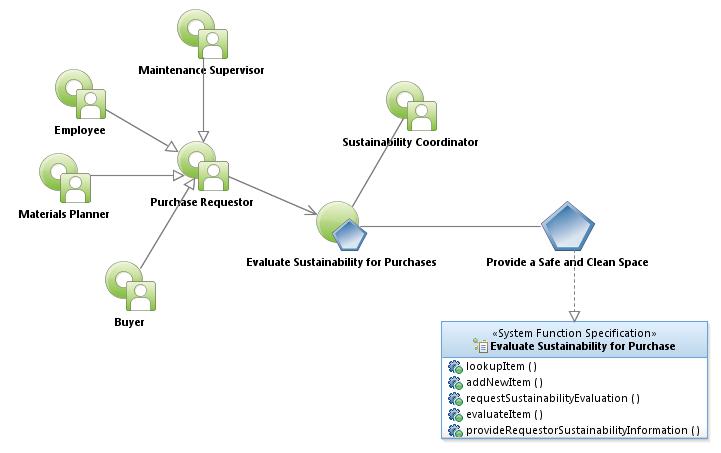 Maintenance Supervisor
Employee
Sustainability Coordinator
Materials Planner
Purchase Requestor
Evaluate Sustainability for Purchases
Provide a Safe and Clean Space
Buyer
«System Function Specification»
Evaluate Sustainability for Purchase
lookupItem ( )
addNewItem ( )
requestSustainabilityEvaluation ( )
evaluateItem ( )
provideRequestorSustainabilityInformation ( )